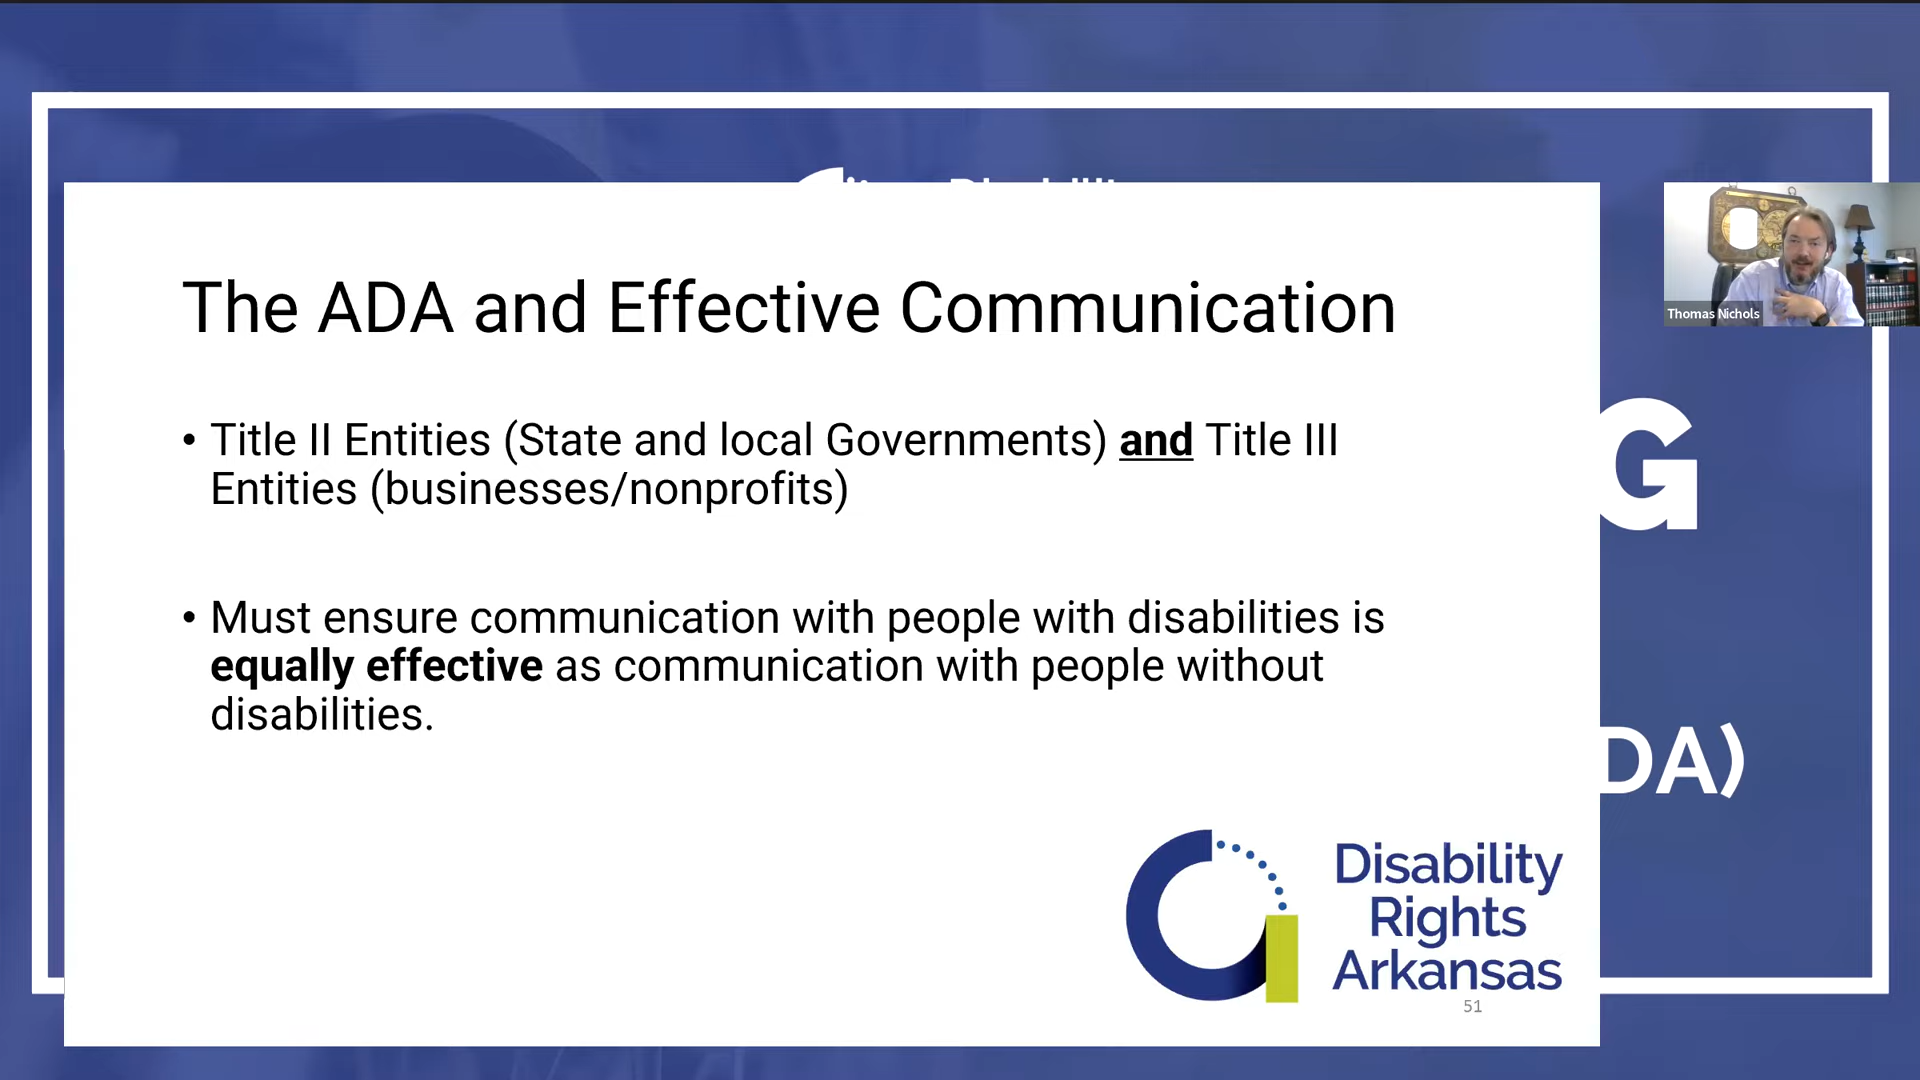 The ADA and Effective Communication
Thomas Nichols
• Title II Entities (State and local Governments) and Title III
Entities (businesses/nonprofits)
G
• Must ensure communication with people with disabilities is
equally effective as communication with people without
disabilities.
DA)
Disability
Rights
Arkansas
51